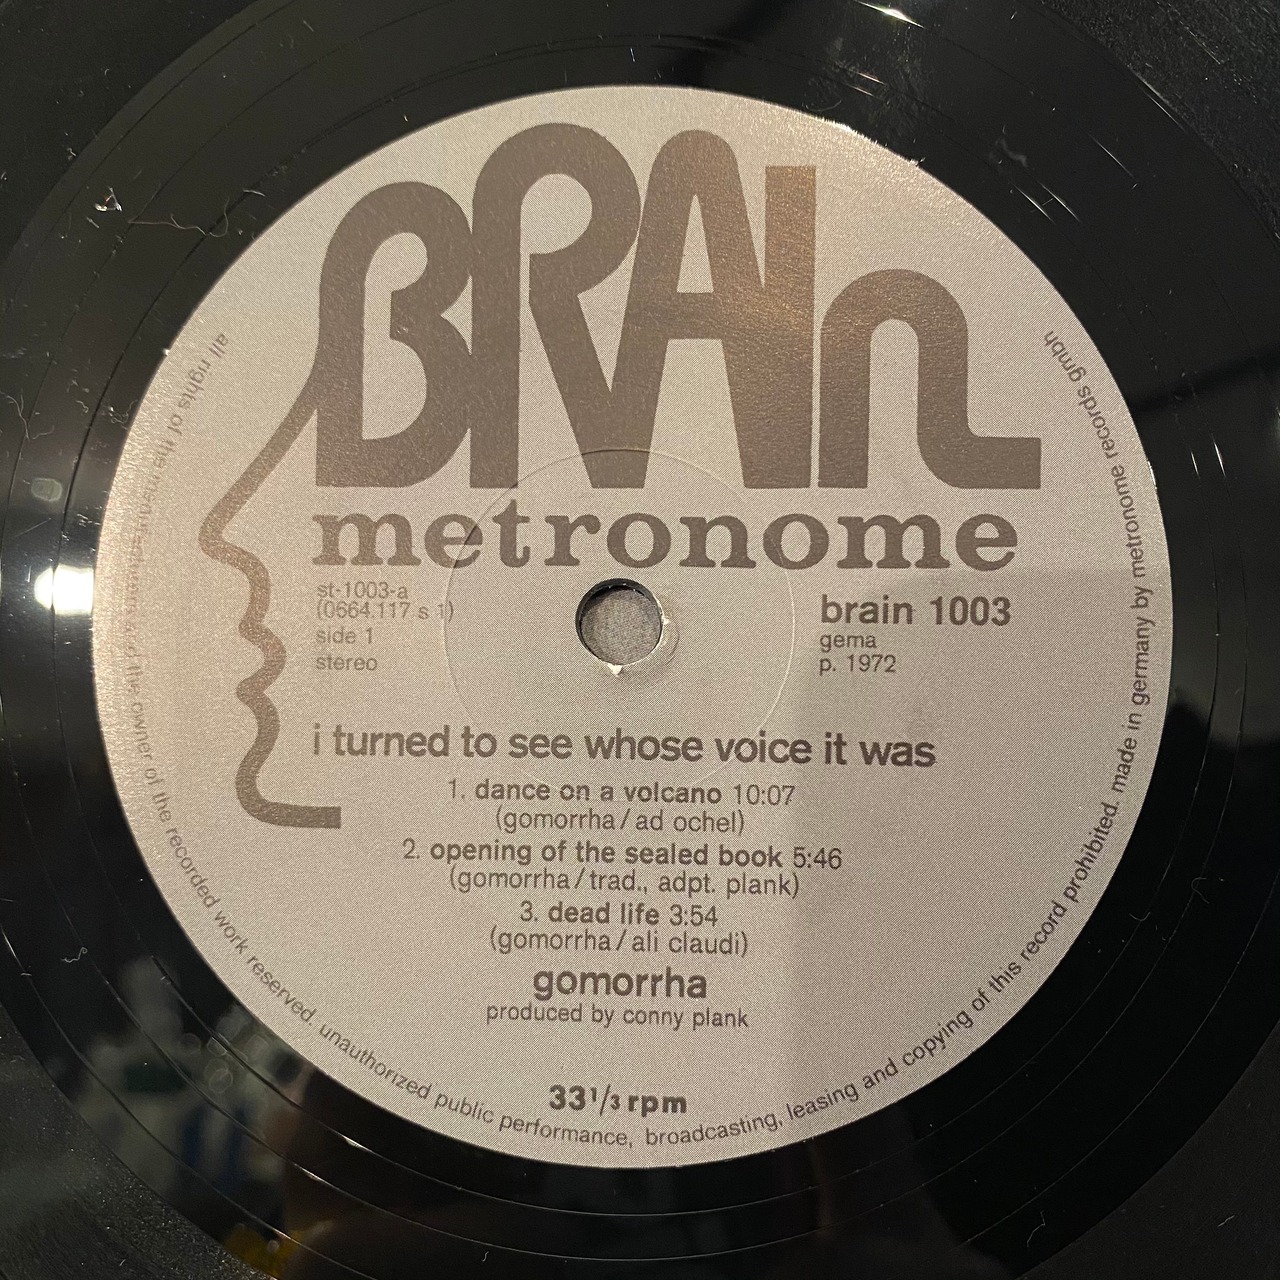 BRAIn
metronome
st-1003-a
(0664.117 s 1)
side 1
stereo
brain 1003
gema
p. 1972
i turned to see whose voice it was
1. dance on a volcano 10:07
(gomorrha/ad ochel)
2. opening of the sealed book 5:46
(gomorrha/trad., adpt. plank)
3. dead life 3:54
(gomorrha/ali claudi)
gomorrha
produced by conny plank
33 1/3 rpm
all rights of the manufacturers and the owner of the recorded work reserved. unauthorized public performance, broadcasting, leasing and copying of this record prohibited. made in germany by metronome records gmbh